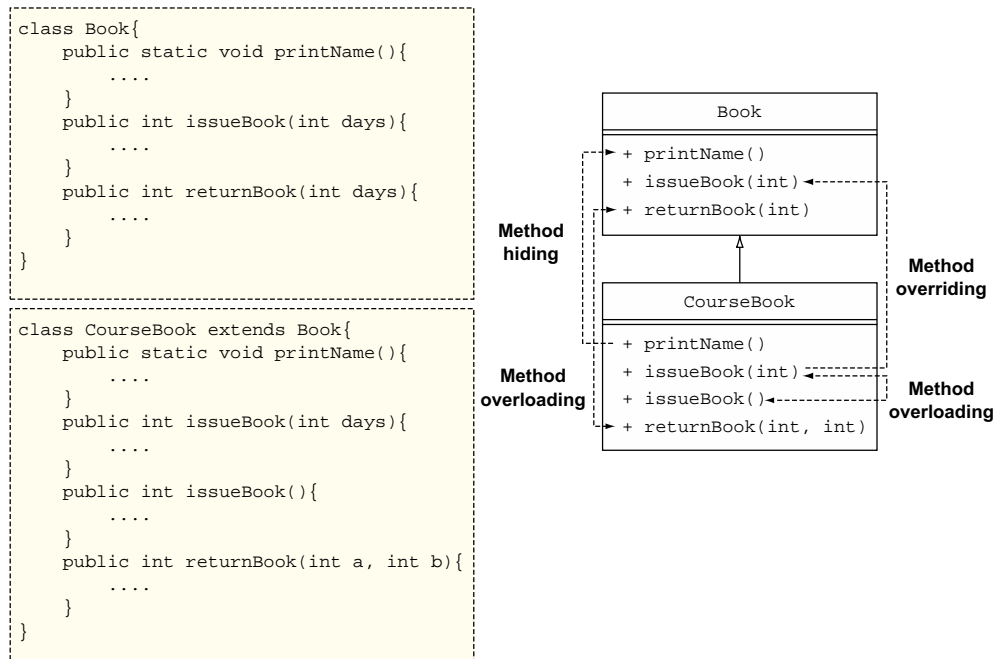 class Book{
    public static void printName(){
        ....
    }
    public int issueBook(int days){
        ....
    }
    public int returnBook(int days){
        ....
    }
}
class CourseBook extends Book{
    public static void printName(){
        ....
    }
    public int issueBook(int days){
        ....
    }
    public int issueBook(){
        ....
    }
    public int returnBook(int a, int b){
        ....
    }
}
Book
+ printName()
+ issueBook(int)
+ returnBook(int)
Method
hiding
Method
overriding
CourseBook
+ printName()
+ issueBook(int)
+ issueBook()
+ returnBook(int, int)
Method
overloading
Method
overloading